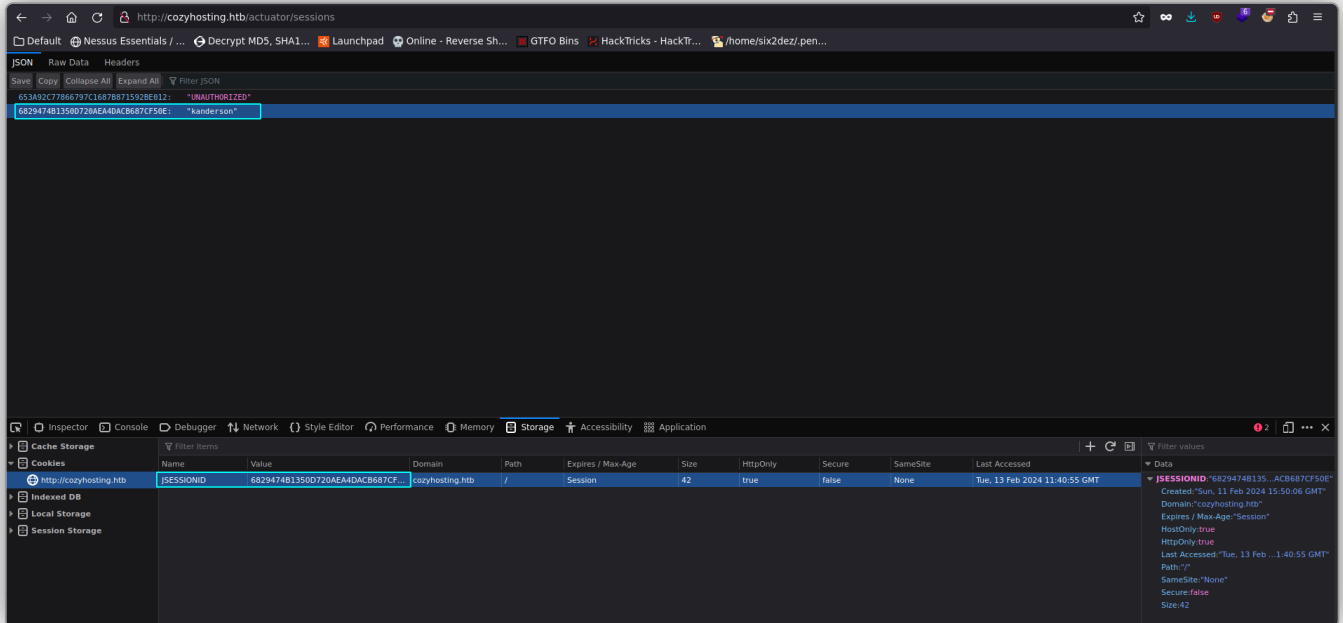 http://cozyhosting.htb/actuator/sessions
6
Default Nessus Essentials / ... Decrypt MD5, SHA1... Launchpad Online - Reverse Sh... GTFO Bins HackTricks - HackTr... /home/six2dez/.pen...
JSON Raw Data Headers
Save Copy Collapse All Expand All Filter JSON
653A92C77866797C1687B871592BE012: "UNAUTHORIZED"
6829474B1350D720AEA4DACB687CF50E: "kanderson"
Inspector Console Debugger Network {} Style Editor Performance Memory Storage Accessibility Application 2
Cache Storage Filter Items Filter values
Cookies Name Value Domain Path Expires / Max-Age Size HttpOnly Secure SameSite Last Accessed Data
http://cozyhosting.htb JSESSIONID 6829474B1350D720AEA4DACB687CF... cozyhosting.htb / Session 42 true false None Tue, 13 Feb 2024 11:40:55 GMT JSESSIONID:"6829474B135...ACB687CF50E"
Created:"Sun, 11 Feb 2024 15:50:06 GMT"
Indexed DB Domain:"cozyhosting.htb"
Local Storage Expires / Max-Age:"Session"
Session Storage HostOnly:true
HttpOnly:true
Last Accessed:"Tue, 13 Feb ...1:40:55 GMT"
Path:"/"
SameSite:"None"
Secure:false
Size:42